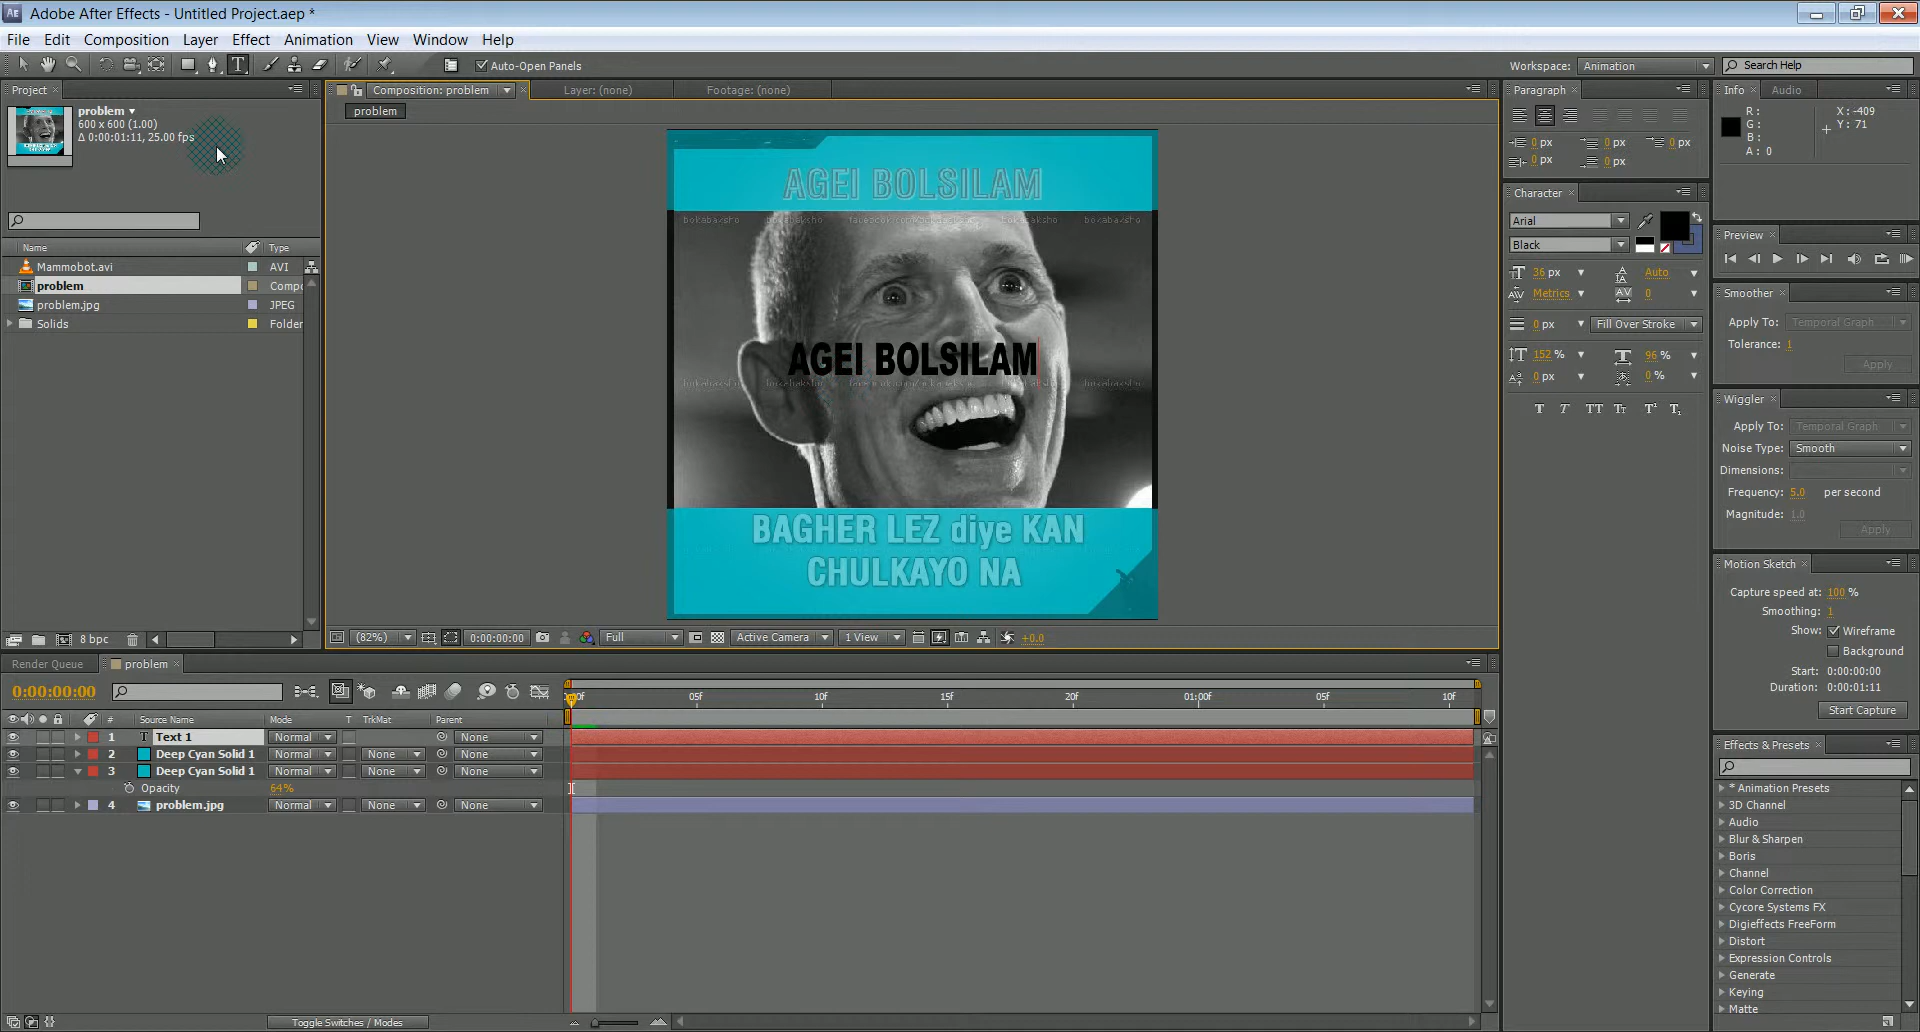 Adobe After Effects - Untitled Project.aep *
File Edit Composition Layer Effect Animation View Window Help
Auto-Open Panels
Workspace: Animation
Search Help
Project
problem
600 x 600 (1.00)
Δ 0:00:01:11, 25.00 fps
Name Type
Mammobot.avi AVI
problem Compo
problem.jpg JPEG
Solids Folder
8 bpc
Composition: problem
Layer: (none)
Footage: (none)
problem
AGEI BOLSILAM
bokabaksho
AGEI BOLSILAM
BAGHER LEZ diye KAN
CHULKAYO NA
(82%) 0:00:00:00 Full Active Camera 1 View +0.0
Paragraph
0 px 0 px 0 px
0 px 0 px
Character
Arial
Black
36 px Auto
Metrics 0
0 px Fill Over Stroke
152 % 96 %
0 px 0 %
T T TT Tt T¹ T₁
Info Audio
R: X: -409
G: Y: 71
B:
A: 0
Preview
Smoother
Apply To: Temporal Graph
Tolerance: 1
Apply
Wiggler
Apply To: Temporal Graph
Noise Type: Smooth
Dimensions:
Frequency: 5.0 per second
Magnitude: 1.0
Apply
Motion Sketch
Capture speed at: 100 %
Smoothing: 1
Show: Wireframe
Background
Start: 0:00:00:00
Duration: 0:00:01:11
Start Capture
Effects & Presets
* Animation Presets
3D Channel
Audio
Blur & Sharpen
Boris
Channel
Color Correction
Cycore Systems FX
Digieffects FreeForm
Distort
Expression Controls
Generate
Keying
Matte
Render Queue problem
0:00:00:00
05f 10f 15f 20f 01:00f 05f 10f
# Source Name Mode T TrkMat Parent
1 T Text 1 Normal None
2 Deep Cyan Solid 1 Normal None None
3 Deep Cyan Solid 1 Normal None None
Opacity 64%
4 problem.jpg Normal None None
Toggle Switches / Modes